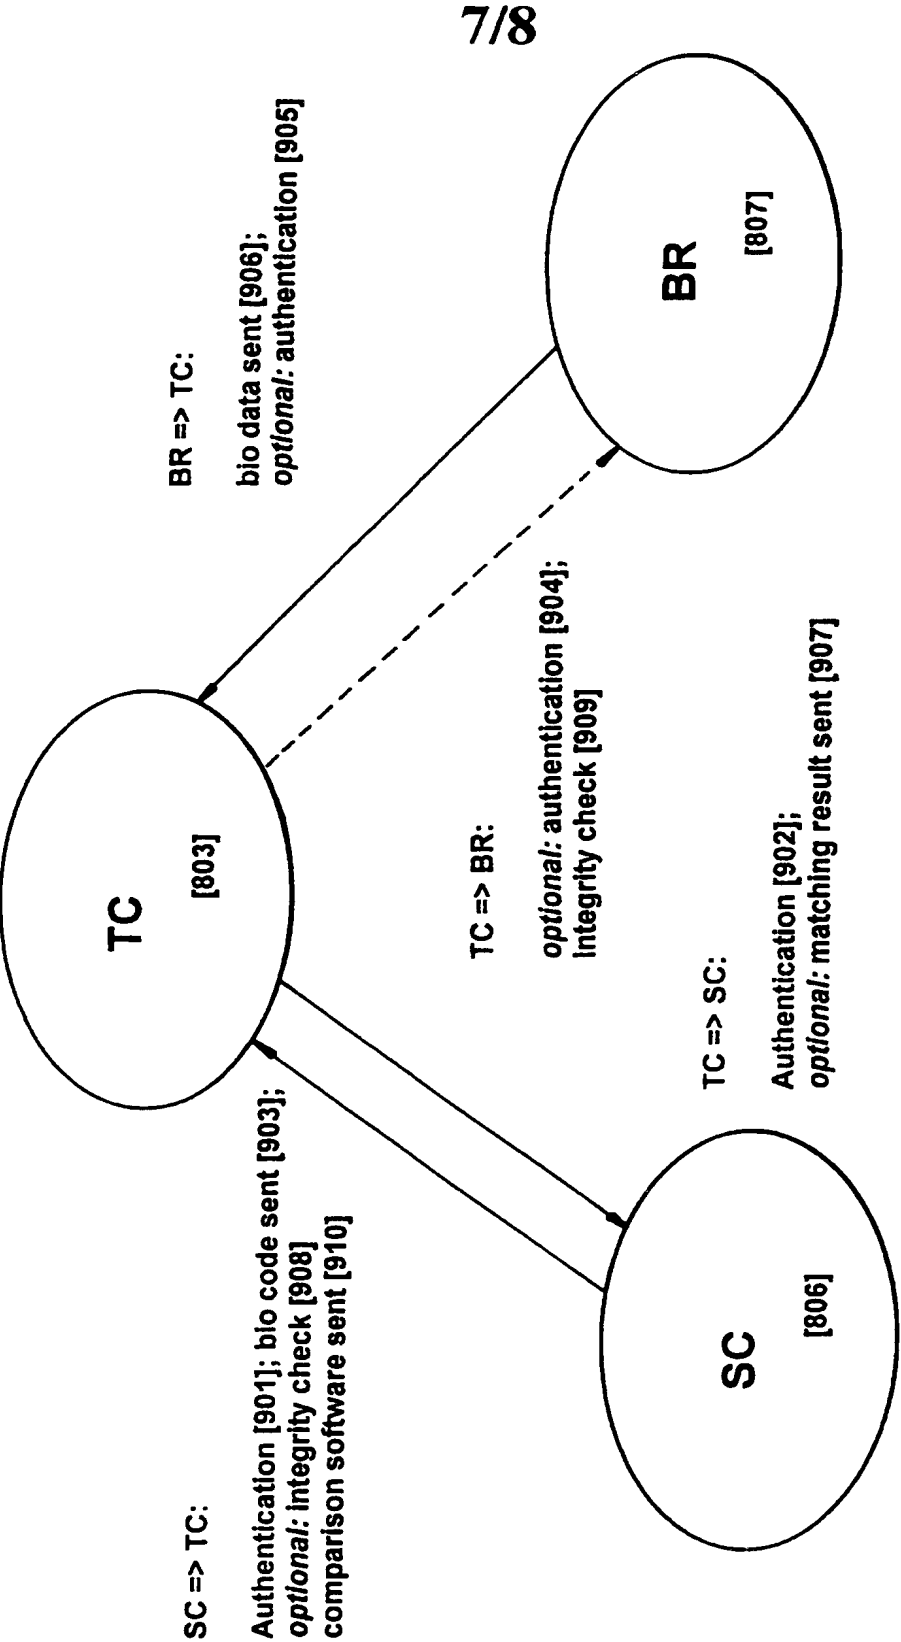 7/8
TC
[803]
BR
[807]
SC
[806]
SC => TC:
Authentication [901]; bio code sent [903];
optional: integrity check [908]
comparison software sent [910]
BR => TC:
bio data sent [906];
optional: authentication [905]
TC => BR:
optional: authentication [904];
Integrity check [909]
TC => SC:
Authentication [902];
optional: matching result sent [907]